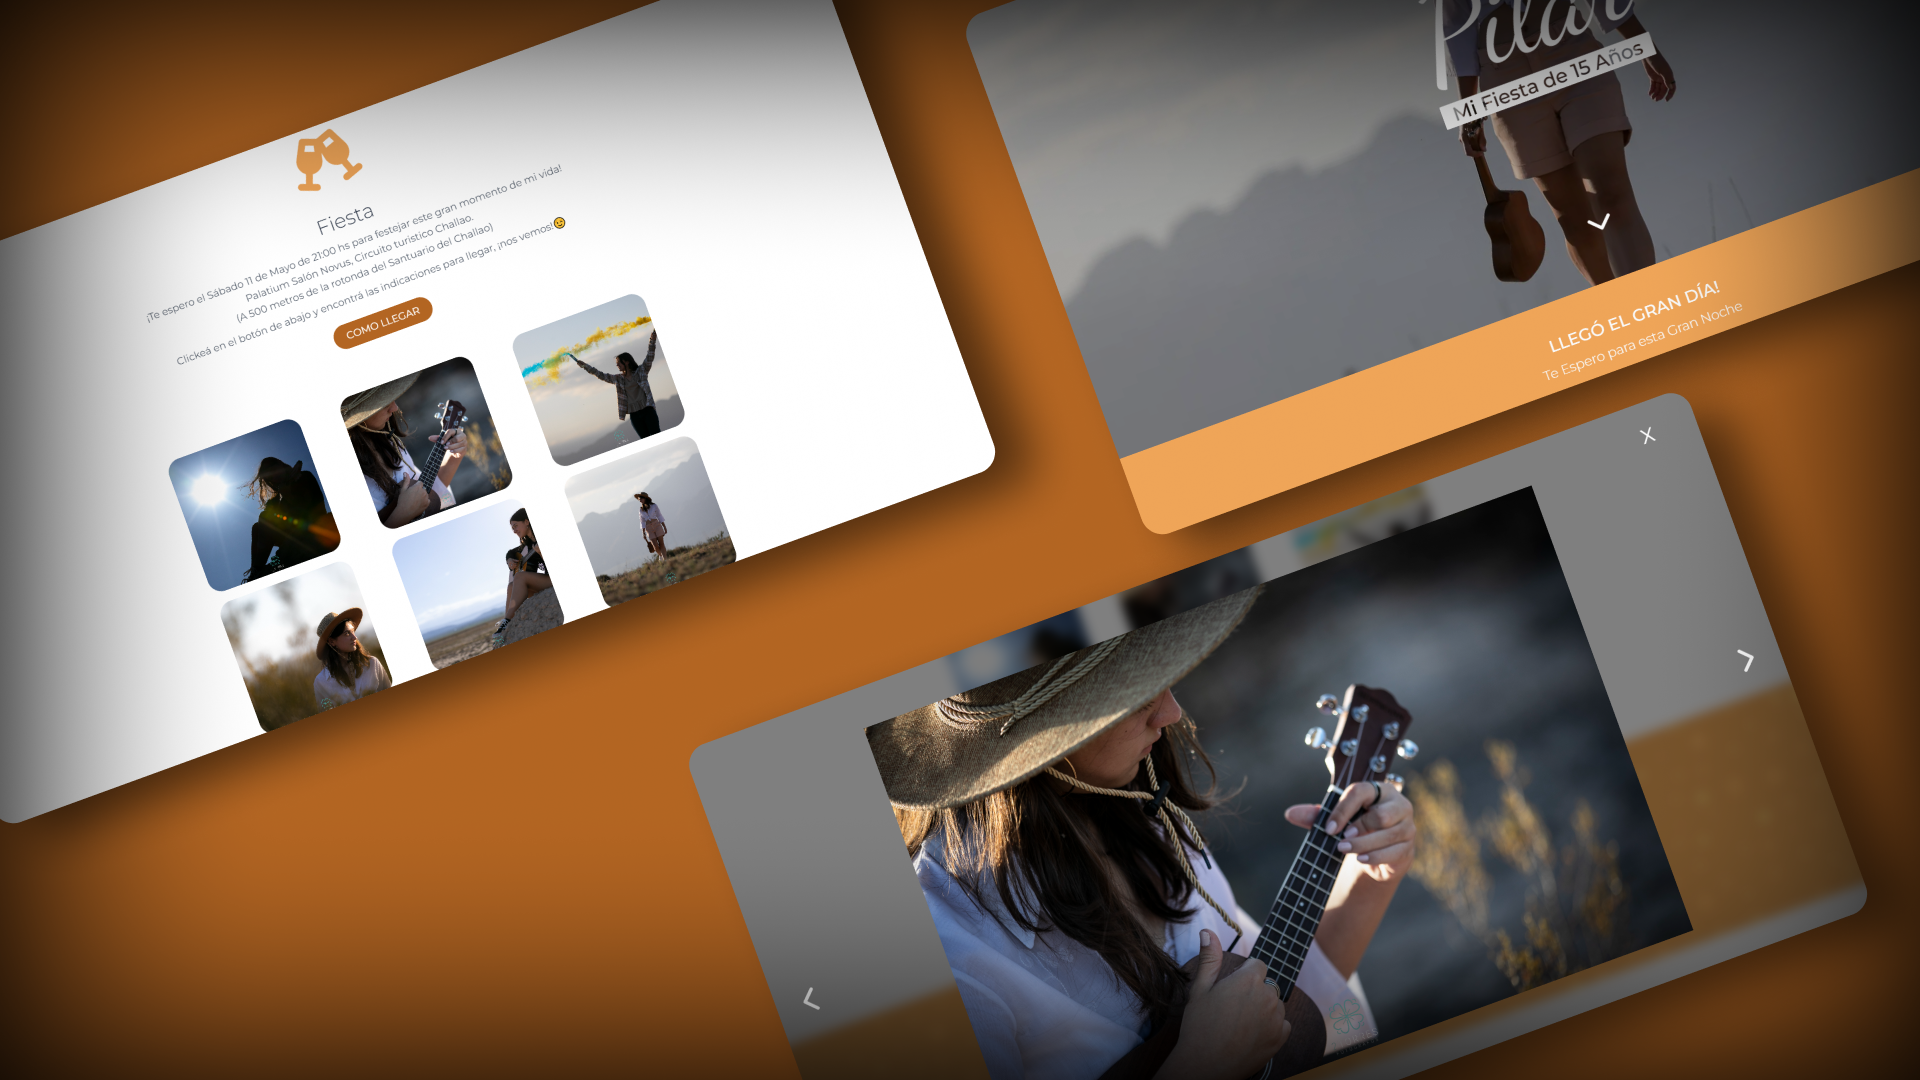 Fiesta
¡Te espero el Sábado 11 de Mayo de 21:00 hs para festejar este gran momento de mi vida!
Palatium Salón Novus, Circuito turistico Challao.
(A 500 metros de la rotonda del Santuario del Challao)
Clickeá en el botón de abajo y encontrá las indicaciones para llegar, ¡nos vemos!😉
COMO LLEGAR
Pilar
Mi Fiesta de 15 Años
LLEGÓ EL GRAN DÍA!
Te Espero para esta Gran Noche
X